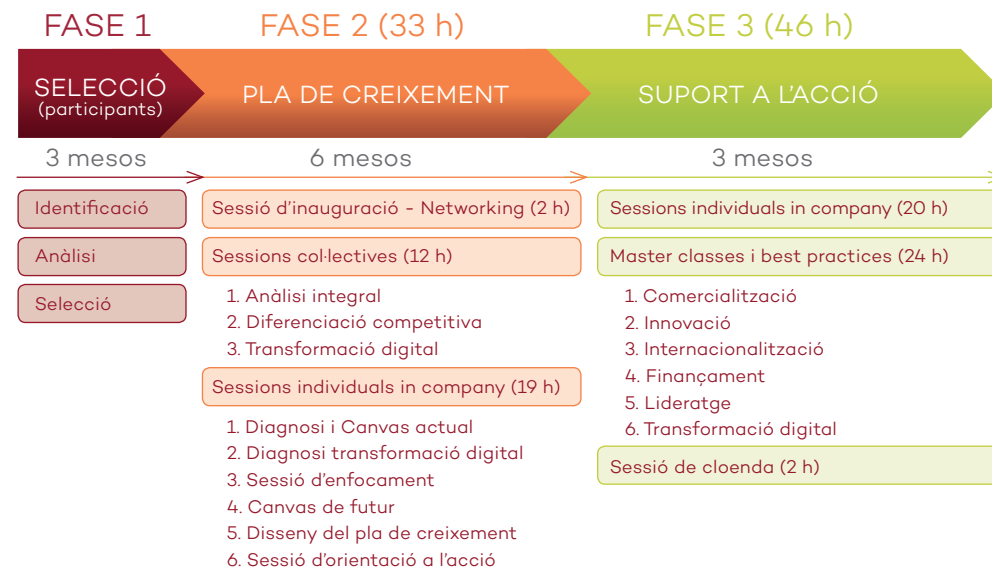 FASE 1
SELECCIÓ
(participants)
3 mesos
Identificació
Anàlisi
Selecció
FASE 2 (33 h)
PLA DE CREIXEMENT
6 mesos
Sessió d'inauguració - Networking (2 h)
Sessions col·lectives (12 h)
1. Anàlisi integral
2. Diferenciació competitiva
3. Transformació digital
Sessions individuals in company (19 h)
1. Diagnosi i Canvas actual
2. Diagnosi transformació digital
3. Sessió d'enfocament
4. Canvas de futur
5. Disseny del pla de creixement
6. Sessió d'orientació a l'acció
FASE 3 (46 h)
SUPORT A L'ACCIÓ
3 mesos
Sessions individuals in company (20 h)
Master classes i best practices (24 h)
1. Comercialització
2. Innovació
3. Internacionalització
4. Finançament
5. Lideratge
6. Transformació digital
Sessió de cloenda (2 h)